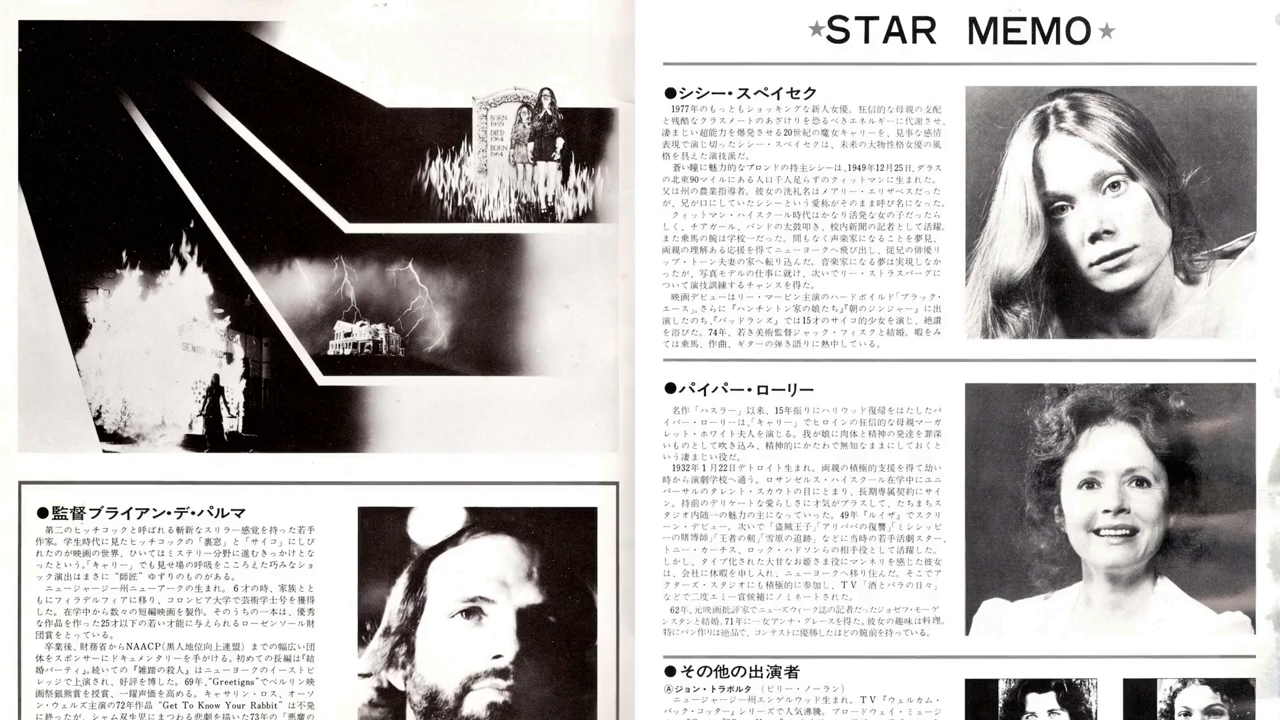 BORN
1955
DIED
1964
BORN
1964
SENIOR PRO
●監督ブライアン・デ・パルマ
第二のヒッチコックと呼ばれる斬新なスリラー感覚を持った若手
作家。学生時代に見たヒッチコックの「裏窓」と「サイコ」にしび
れたのが映画の世界、ひいてはミステリー分野に進むきっかけとな
ったという。「キャリー」でも見せ場の呼吸をこころえた巧みなショ
ック演出はまさに“師匠”ゆずりのものがある。
ニュージャージー州ニューアークの生まれ。6才の時、家族とと
もにフィラデルフィアに移り、コロンビア大学で芸術学士号を獲得
した。在学中から数々の短編映画を製作。そのうちの一本は、優秀
な作品を作った25才以下の若い才能に与えられるローゼンソール財
団賞をとっている。
卒業後、財務省からNAACP(黒人地位向上連盟)までの幅広い団
体をスポンサーにドキュメンタリーを手がける。初めての長編は『結
婚パーティ』。続いての『雑踏の殺人』はニューヨークのイーストビ
レッジで上演され、好評を博した。69年、“Greetigns”でベルリン映
画祭銀熊賞を授賞、一躍声価を高める。キャサリン・ロス、オーソ
ン・ウェルズ主演の72年作品“Get To Know Your Rabbit”は不発
に終ったが、シャム双生児にまつわる悲劇を描いた73年の「悪魔の
★STAR MEMO★
●シシー・スペイセク
1977年のもっともショッキングな新人女優。狂信的な母親の支配
と残酷なクラスメートのあざけりを恐るべきエネルギーに代謝させ、
凄まじい超能力を爆発させる20世紀の魔女キャリーを、見事な感情
表現で演じ切ったシシー・スペイセクは、未来の大物性格女優の風
格を具えた演技派だ。
蒼い瞳に魅力的なブロンドの持主シシーは、1949年12月25日、ダラス
の北東90マイルにある人口千人足らずのクィットマンに生まれた。
父は州の農業指導者。彼女の洗礼名はメアリー・エリザベスだった
が、兄が口にしていたシシーという愛称がそのまま呼び名になった。
クィットマン・ハイスクール時代はかなり活発な女の子だったら
しく、チアガール、バンドの太鼓叩き、校内新聞の記者として活躍。
また乗馬の腕は学校一だった。間もなく声楽家になることを夢見、
両親の理解ある応援を得てニューヨークへ飛び出し、従兄の俳優リ
ップ・トーン夫妻の家へ転り込んだ。音楽家になる夢は実現しなか
ったが、写真モデルの仕事に就け、次いでリー・ストラスバーグに
ついて演技訓練するチャンスを得た。
映画デビューはリー・マービン主演のハードボイルド「ブラック・
エース」。さらに『ハンチントン家の娘たち』『朝のジンジャー』に出
演したのち、『バッドランズ』では15才のサイコ的少女を演じ、絶讃
を浴びた。74年、若き美術監督ジャック・フィスクと結婚。暇をみ
ては乗馬、作曲、ギターの弾き語りに熱中している。
●パイパー・ローリー
名作「ハスラー」以来、15年振りにハリウッド復帰をはたしたパ
イパー・ローリーは、「キャリー」でヒロインの狂信的な母親マーガ
レット・ホワイト夫人を演じる。我が娘に肉体と精神の発達を罪深
いものとして吹き込み、精神的にかたわで無知なままにしておくと
いう凄まじい役だ。
1932年1月22日デトロイト生まれ。両親の積極的支援を得て幼い
時から演劇学校へ通う。ロサンゼルス・ハイスクール在学中にユニ
バーサルのタレント・スカウトの目にとまり、長期専属契約にサイ
ン。持前のデリケートな愛らしさに才気がプラスして、たちまちス
タジオ内随一の魅力の主になっていった。49年『ルイザ』でスクリ
ーン・デビュー。次いで「盗賊王子」「アリババの復讐」「ミシシッピ
ーの賭博師」「王者の剣」「雪原の追跡」などに当時の若手活劇スター、
トニー・カーチス、ロック・ハドソンらの相手役として活躍した。
しかし、タイプ化された大甘なお姫さま役にマンネリを感じた彼女
は、会社に休暇を申し入れ、ニューヨークへ移り住んだ。そこでア
クターズ・スタジオにも積極的に参加し、TV「酒とバラの日々」
などで二度エミー賞候補にノミネートされた。
62年、元映画批評家でニューズウィーク誌の記者だったジョゼフ・モーゲ
ンスタンと結婚。71年に一女アンナ・グレースを得た。彼女の趣味は料理。
特にパン作りは絶品で、コンテストに優勝したほどの腕前を持っている。
●その他の出演者
Ⓐジョン・トラボルタ (ビリー・ノーラン)
ニュージャージー州エンゲルウッド生まれ。TV『ウェルカム・
バック・コッター』シリーズで人気沸騰。ブロードウェイ・ミュージ